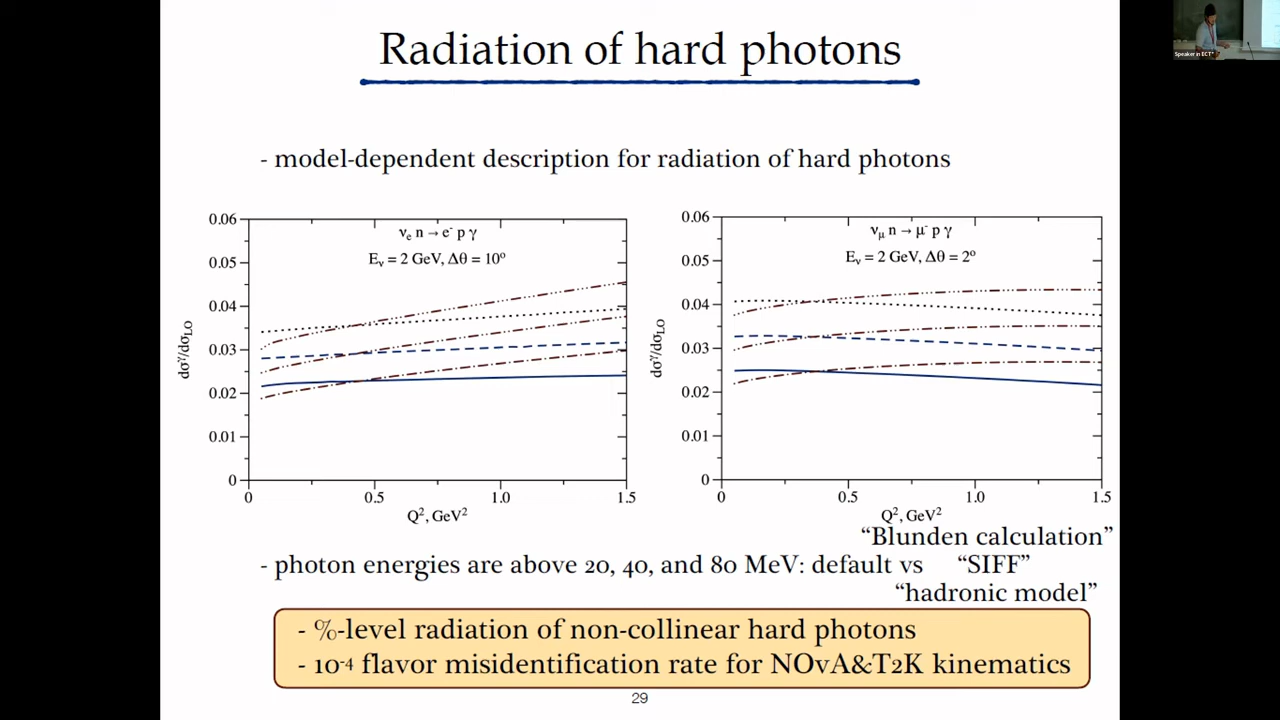 Radiation of hard photons
Speaker in ECT*
- model-dependent description for radiation of hard photons
0.06
0.05
0.04
0.03
0.02
0.01
0
dσᵞ/dσLO
νe n → e⁻ p γ
Eν = 2 GeV, Δθ = 10º
0 0.5 1.0 1.5
Q², GeV²
0.06
0.05
0.04
0.03
0.02
0.01
0
dσᵞ/dσLO
νμ n → μ⁻ p γ
Eν = 2 GeV, Δθ = 2º
0 0.5 1.0 1.5
Q², GeV²
“Blunden calculation”
- photon energies are above 20, 40, and 80 MeV: default vs “SIFF”
“hadronic model”
- %-level radiation of non-collinear hard photons
- 10⁻⁴ flavor misidentification rate for NOvA&T2K kinematics
29